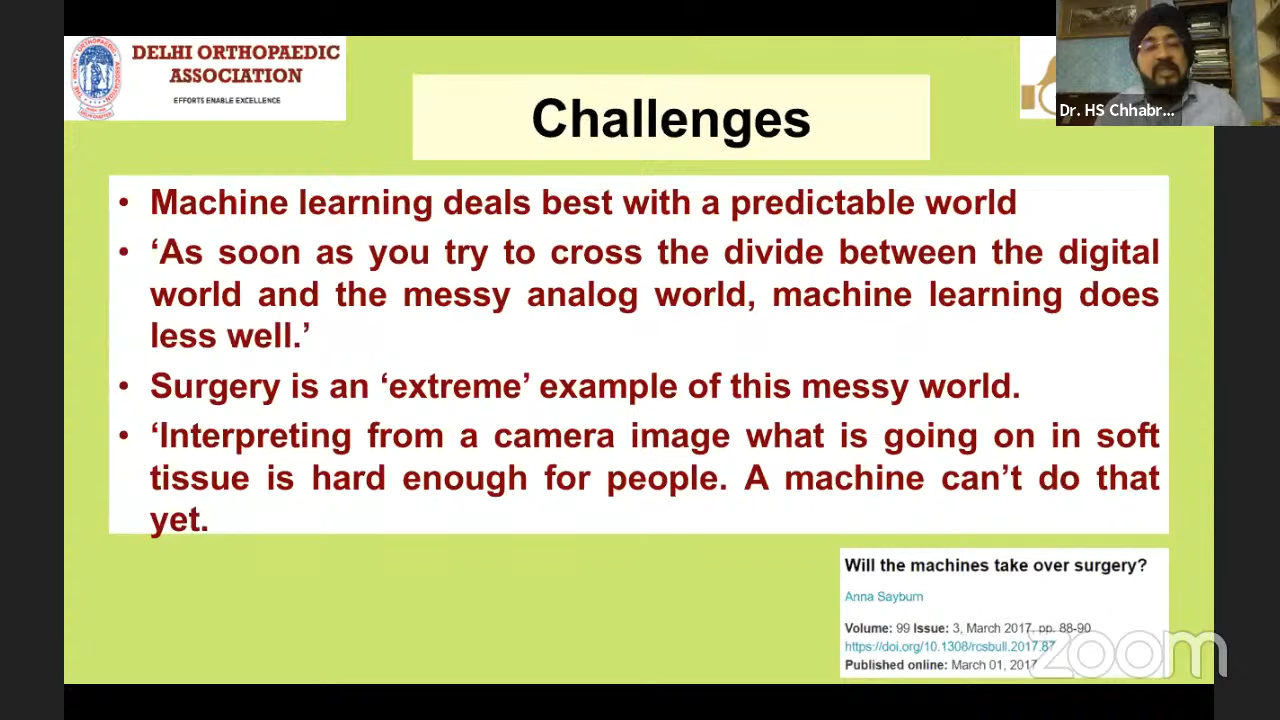 DELHI ORTHOPAEDIC
ASSOCIATION
EFFORTS ENABLE EXCELLENCE
Dr. HS Chhabr...
Challenges
• Machine learning deals best with a predictable world
• ‘As soon as you try to cross the divide between the digital
world and the messy analog world, machine learning does
less well.’
• Surgery is an ‘extreme’ example of this messy world.
• ‘Interpreting from a camera image what is going on in soft
tissue is hard enough for people. A machine can’t do that
yet.
Will the machines take over surgery?
Anna Sayburn
Volume: 99 Issue: 3, March 2017, pp. 88-90
https://doi.org/10.1308/rcsbull.2017.87
Published online: March 01, 2017
zoom